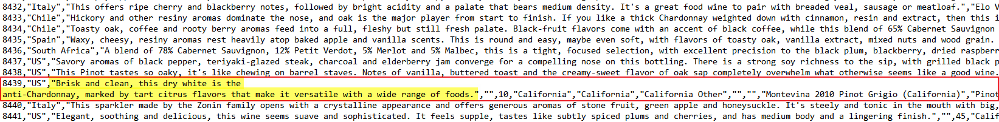 8432,"Italy","This offers ripe cherry and blackberry notes, followed by bright acidity and a palate that bears medium density. It's a great food wine to pair with breaded veal, sausage or meatloaf.","Elo V
8433,"Chile","Hickory and other resiny aromas dominate the nose, and oak is the major player from start to finish. If you like a thick Chardonnay weighted down with cinnamon, resin and extract, then this i
8434,"Chile","Toasty oak, coffee and rooty berry aromas feed into a full, fleshy but still fresh palate. Black-fruit flavors come with an accent of black coffee, while this blend of 65% Cabernet Sauvignon
8435,"Spain","Waxy, cheesy, resiny aromas rest heavily atop baked apple and vanilla scents. This is round and easy, maybe even soft, with flavors of toasty oak, vanilla extract, mixed nuts and wood grain.
8436,"South Africa","A blend of 78% Cabernet Sauvignon, 12% Petit Verdot, 5% Merlot and 5% Malbec, this is a tight, focused selection, with excellent precision to the black plum, blackberry, dried raspberr
8437,"US","Savory aromas of black pepper, teriyaki-glazed steak, charcoal and elderberry jam converge for a compelling nose on this bottling. There is a strong soy richness to the sip, with grilled black p
8438,"US","This Pinot tastes so oaky, it's like chewing on barrel staves. Notes of vanilla, buttered toast and the creamy-sweet flavor of oak sap completely overwhelm what otherwise seems like a good wine.
8439,"US","Brisk and clean, this dry white is the
anti-Chardonnay, marked by tart citrus flavors that make it versatile with a wide range of foods.","",10,"California","California","California Other","","","Montevina 2010 Pinot Grigio (California)","Pinot
8440,"Italy","This sparkler made by the Zonin family opens with a crystalline appearance and offers generous aromas of stone fruit, green apple and honeysuckle. It's steely and tonic in the mouth with big,
8441,"US","Elegant, soothing and delicious, this wine seems suave and sophisticated. It feels supple, tastes like subtly spiced plums and cherries, and has medium body and a lingering finish.","",45,"Calif